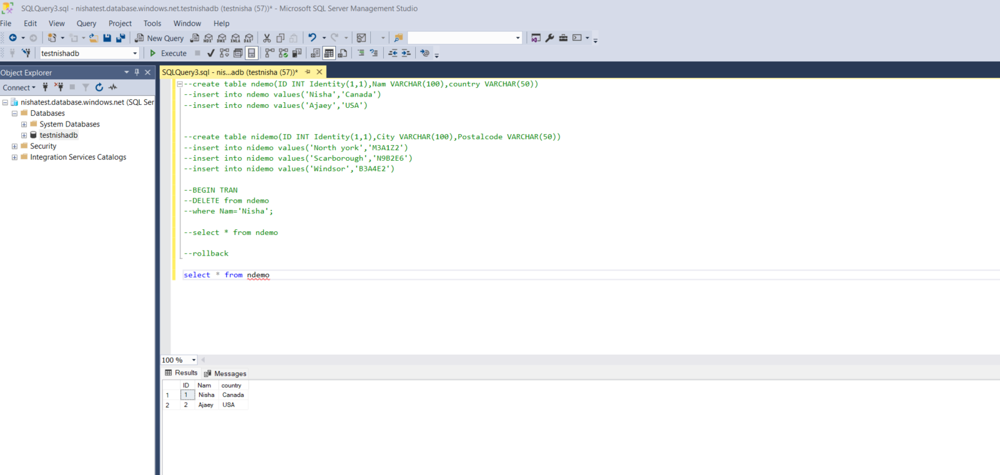 SQLQuery3.sql - nishatest.database.windows.net.testnishadb (testnisha (57))* - Microsoft SQL Server Management Studio
File Edit View Query Project Tools Window Help
New Query MDX DMX XMLA DAX
testnishadb Execute
Object Explorer
Connect
nishatest.database.windows.net (SQL Ser
Databases
System Databases
testnishadb
Security
Integration Services Catalogs
SQLQuery3.sql - nis...adb (testnisha (57))*
--create table ndemo(ID INT Identity(1,1),Nam VARCHAR(100),country VARCHAR(50))
--insert into ndemo values('Nisha','Canada')
--insert into ndemo values('Ajaey','USA')
--create table nidemo(ID INT Identity(1,1),City VARCHAR(100),Postalcode VARCHAR(50))
--insert into nidemo values('North york','M3A1Z2')
--insert into nidemo values('Scarborough','N9B2E6')
--insert into nidemo values('Windsor','B3A4E2')
--BEGIN TRAN
--DELETE from ndemo
--where Nam='Nisha';
--select * from ndemo
--rollback
select * from ndemo
100 %
Results Messages
ID Nam country
1 1 Nisha Canada
2 2 Ajaey USA